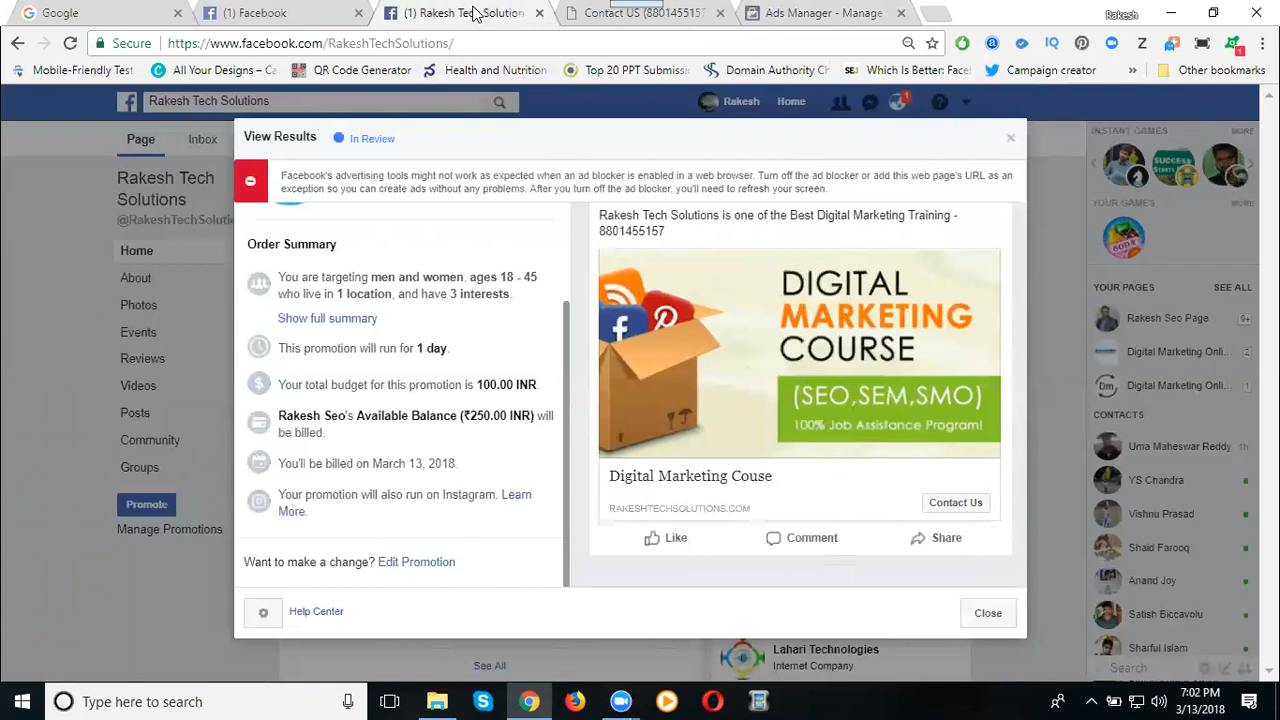 Google
(1) Facebook
(1) Rakesh Tech Solution
Contact US (8801455157
Ads Manager - Manage
Rakesh
Secure
https://www.facebook.com/RakeshTechSolutions/
Mobile-Friendly Test
All Your Designs – Ca
QR Code Generator
Health and Nutrition
Top 20 PPT Submissio
Domain Authority Ch
Which Is Better: Facel
Campaign creator
Other bookmarks
Rakesh Tech Solutions
Rakesh
Home
Page
Inbox
Rakesh Tech
Solutions
@RakeshTechSolutio
Home
About
Photos
Events
Reviews
Videos
Posts
Community
Groups
Promote
Manage Promotions
View Results
In Review
Facebook's advertising tools might not work as expected when an ad blocker is enabled in a web browser. Turn off the ad blocker or add this web page's URL as an
exception so you can create ads without any problems. After you turn off the ad blocker, you'll need to refresh your screen.
Order Summary
You are targeting men and women, ages 18 - 45
who live in 1 location, and have 3 interests.
Show full summary
This promotion will run for 1 day.
Your total budget for this promotion is 100.00 INR.
Rakesh Seo's Available Balance (₹250.00 INR) will
be billed.
You'll be billed on March 13, 2018.
Your promotion will also run on Instagram. Learn
More.
Want to make a change? Edit Promotion
Help Center
Close
Rakesh Tech Solutions is one of the Best Digital Marketing Training -
8801455157
DIGITAL
MARKETING
COURSE
(SEO,SEM,SMO)
100% Job Assistance Program!
Digital Marketing Couse
RAKESHTECHSOLUTIONS.COM
Contact Us
Like
Comment
Share
See All
Lahari Technologies
Internet Company
INSTANT GAMES
MORE
SUCCESS
YOUR GAMES
MORE
YOUR PAGES
SEE ALL
Rakesh Seo Page
9+
Digital Marketing Onli...
2
Digital Marketing Onli...
1
CONTACTS
Uma Maheswar Reddy
1h
YS Chandra
Vishnu Prasad
Shaid Farooq
Anand Joy
Satish Biccavolu
Sharful Islam
Search
Type here to search
7:02 PM
3/13/2018